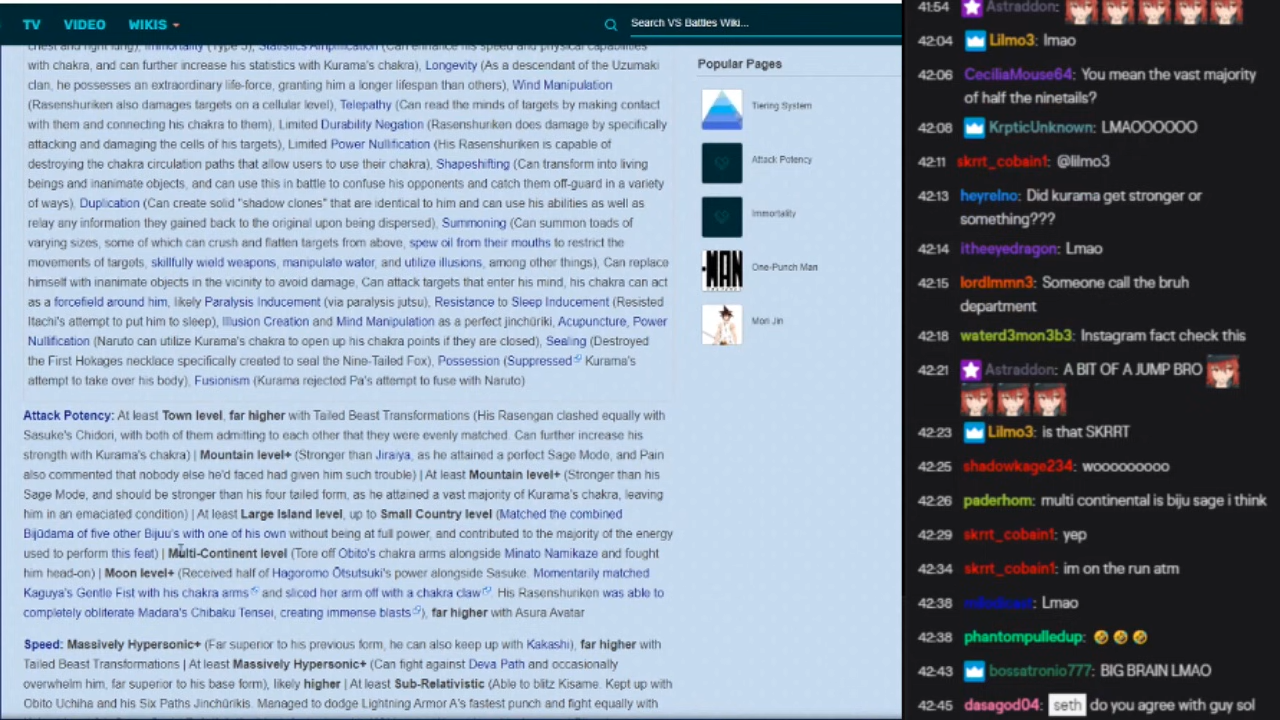 TV VIDEO WIKIS
Search VS Battles Wiki...
chest and right lung), Immortality (Type 3), Statistics Amplification (Can enhance his speed and physical capabilities
with chakra, and can further increase his statistics with Kurama's chakra), Longevity (As a descendant of the Uzumaki
clan, he possesses an extraordinary life-force, granting him a longer lifespan than others), Wind Manipulation
(Rasenshuriken also damages targets on a cellular level), Telepathy (Can read the minds of targets by making contact
with them and connecting his chakra to them), Limited Durability Negation (Rasenshuriken does damage by specifically
attacking and damaging the cells of his targets), Limited Power Nullification (His Rasenshuriken is capable of
destroying the chakra circulation paths that allow users to use their chakra), Shapeshifting (Can transform into living
beings and inanimate objects, and can use this in battle to confuse his opponents and catch them off-guard in a variety
of ways), Duplication (Can create solid "shadow clones" that are identical to him and can use his abilities as well as
relay any information they gained back to the original upon being dispersed), Summoning (Can summon toads of
varying sizes, some of which can crush and flatten targets from above, spew oil from their mouths to restrict the
movements of targets, skillfully wield weapons, manipulate water, and utilize illusions, among other things), Can replace
himself with inanimate objects in the vicinity to avoid damage, Can attack targets that enter his mind, his chakra can act
as a forcefield around him, likely Paralysis Inducement (via paralysis jutsu), Resistance to Sleep Inducement (Resisted
Itachi's attempt to put him to sleep), Illusion Creation and Mind Manipulation as a perfect jinchūriki, Acupuncture, Power
Nullification (Naruto can utilize Kurama's chakra to open up his chakra points if they are closed), Sealing (Destroyed
the First Hokages necklace specifically created to seal the Nine-Tailed Fox), Possession (Suppressed Kurama's
attempt to take over his body), Fusionism (Kurama rejected Pa's attempt to fuse with Naruto)
Attack Potency: At least Town level, far higher with Tailed Beast Transformations (His Rasengan clashed equally with
Sasuke's Chidori, with both of them admitting to each other that they were evenly matched. Can further increase his
strength with Kurama's chakra) | Mountain level+ (Stronger than Jiraiya, as he attained a perfect Sage Mode, and Pain
also commented that nobody else he'd faced had given him such trouble) | At least Mountain level+ (Stronger than his
Sage Mode, and should be stronger than his four tailed form, as he attained a vast majority of Kurama's chakra, leaving
him in an emaciated condition) | At least Large Island level, up to Small Country level (Matched the combined
Bijūdama of five other Bijuu's with one of his own without being at full power, and contributed to the majority of the energy
used to perform this feat) | Multi-Continent level (Tore off Obito's chakra arms alongside Minato Namikaze and fought
him head-on) | Moon level+ (Received half of Hagoromo Ōtsutsuki's power alongside Sasuke. Momentarily matched
Kaguya's Gentle Fist with his chakra arms and sliced her arm off with a chakra claw. His Rasenshuriken was able to
completely obliterate Madara's Chibaku Tensei, creating immense blasts), far higher with Asura Avatar
Speed: Massively Hypersonic+ (Far superior to his previous form, he can also keep up with Kakashi), far higher with
Tailed Beast Transformations | At least Massively Hypersonic+ (Can fight against Deva Path and occasionally
overwhelm him, far superior to his base form), likely higher | At least Sub-Relativistic (Able to blitz Kisame. Kept up with
Obito Uchiha and his Six Paths Jinchūrikis. Managed to dodge Lightning Armor A's fastest punch and fight equally with
Popular Pages
Tiering System
Attack Potency
Immortality
·MAN
One-Punch Man
Mori Jin
41:54 Astraddon:
42:04 Lilmo3: lmao
42:06 CeciliaMouse64: You mean the vast majority
of half the ninetails?
42:08 KrpticUnknown: LMAOOOOOO
42:11 skrrt_cobain1: @lilmo3
42:13 heyreIno: Did kurama get stronger or
something???
42:14 itheeyedragon: Lmao
42:15 lordlmmn3: Someone call the bruh
department
42:18 waterd3mon3b3: Instagram fact check this
42:21 Astraddon: A BIT OF A JUMP BRO
42:23 Lilmo3: is that SKRRT
42:25 shadowkage234: wooooooooo
42:26 paderhom: multi continental is biju sage i think
42:29 skrrt_cobain1: yep
42:34 skrrt_cobain1: im on the run atm
42:38 Lmao
42:38 phantompulledup:
42:43 bossatronio777: BIG BRAIN LMAO
42:45 dasagod04: seth do you agree with guy sol